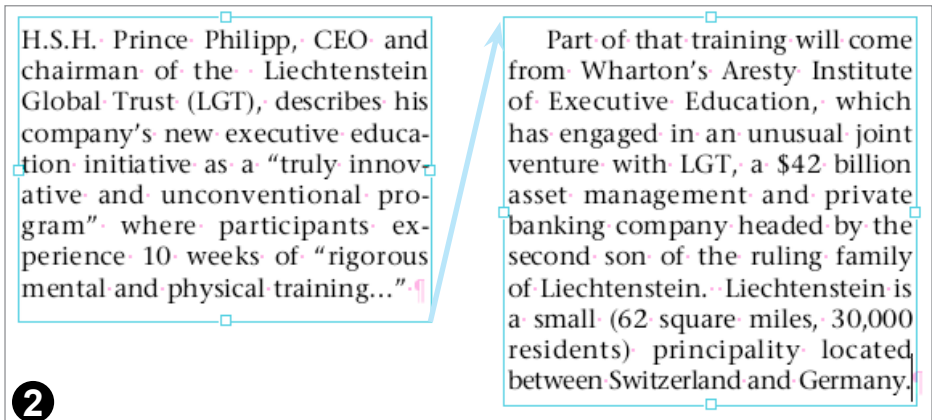 H.S.H. Prince Philipp, CEO and
chairman of the Liechtenstein
Global Trust (LGT), describes his
company’s new executive educa-
tion initiative as a “truly innov-
ative and unconventional pro-
gram” where participants ex-
perience 10 weeks of “rigorous
mental and physical training...” ¶
Part of that training will come
from Wharton’s Aresty Institute
of Executive Education, which
has engaged in an unusual joint
venture with LGT, a $42 billion
asset management and private
banking company headed by the
second son of the ruling family
of Liechtenstein. Liechtenstein is
a small (62 square miles, 30,000
residents) principality located
between Switzerland and Germany. ¶
2